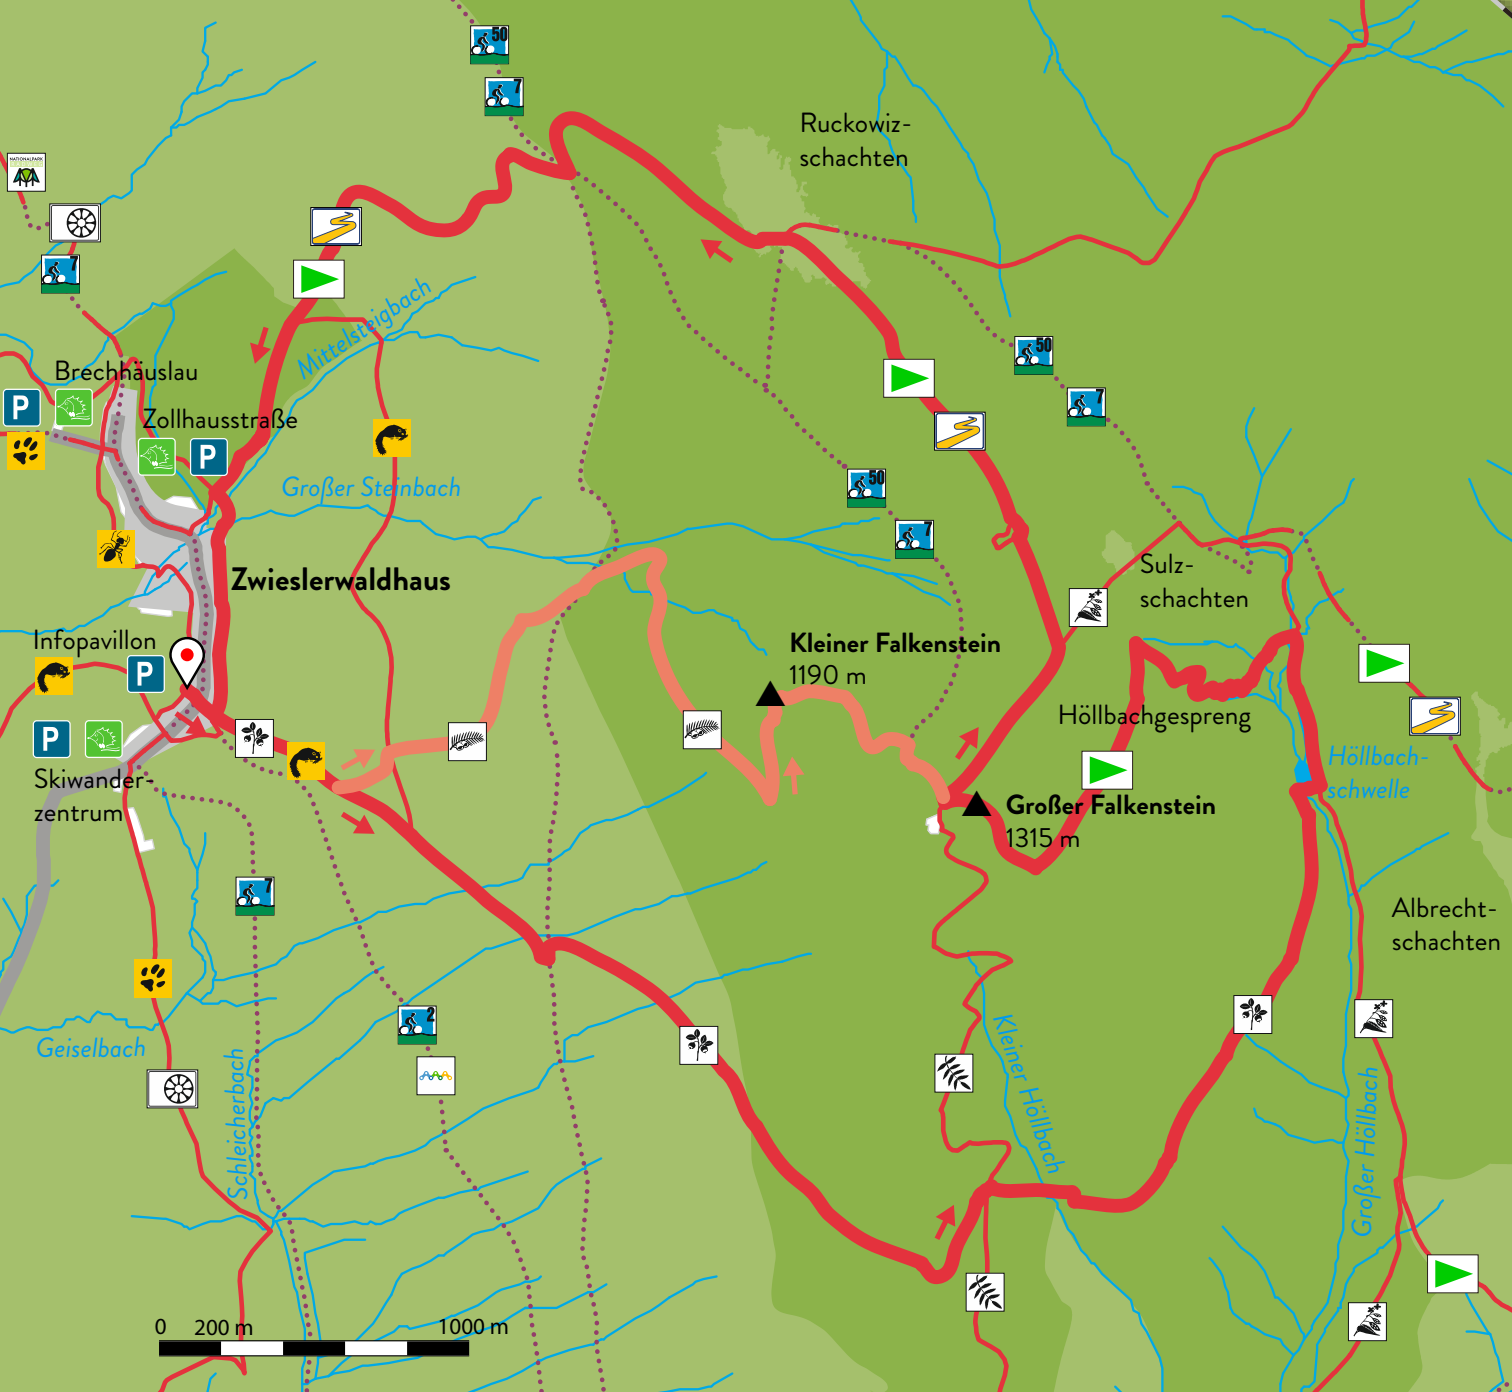 50
7
Ruckowiz-
schachten
NATIONALPARK
7
Mittelsteigbach
Brechhäuslau
P
Zollhausstraße
P
50
7
Großer Steinbach
50
7
Zwieslerwaldhaus
Sulz-
schachten
Infopavillon
P
Kleiner Falkenstein
1190 m
Höllbachgespreng
P
Skiwander-
zentrum
Höllbach-
schwelle
Großer Falkenstein
1315 m
7
Albrecht-
schachten
2
Geiselbach
Schleicherbach
Kleiner Höllbach
Großer Höllbach
0 200 m 1000 m